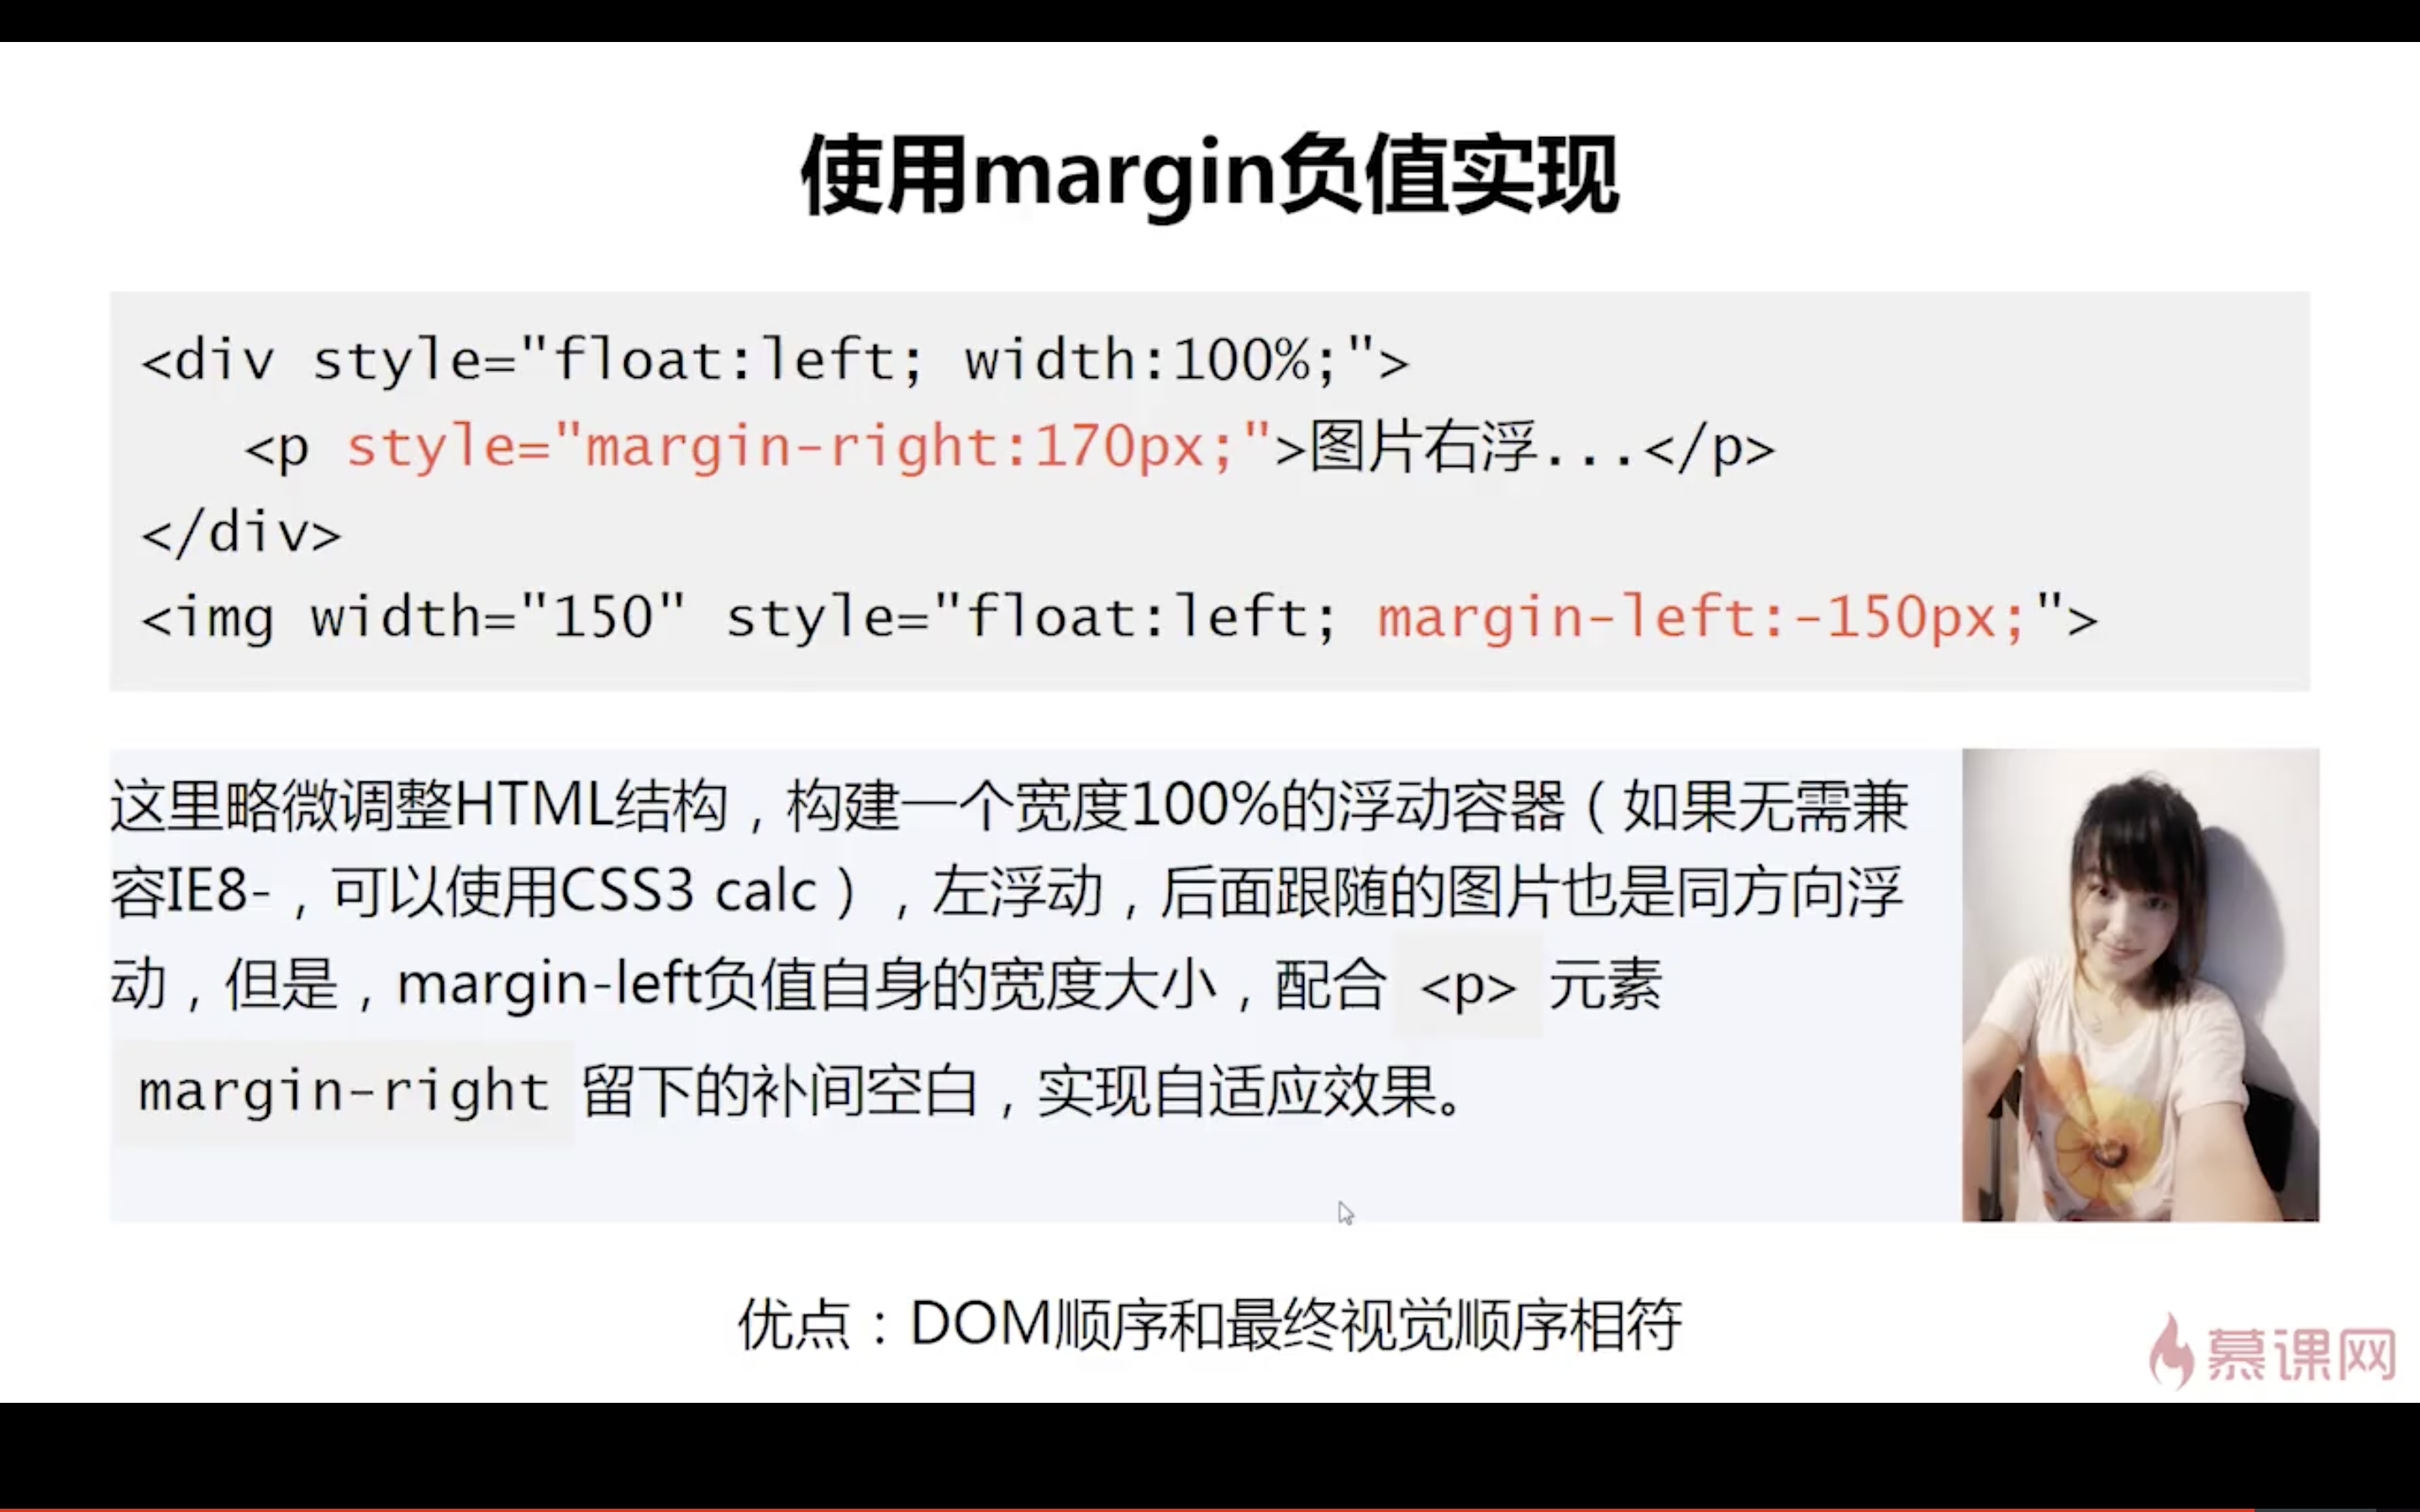 使用margin负值实现
<div style="float:left; width:100%;">
<p style="margin-right:170px;">图片右浮...</p>
</div>
<img width="150" style="float:left; margin-left:-150px;">
这里略微调整HTML结构，构建一个宽度100%的浮动容器（如果无需兼
容IE8-，可以使用CSS3 calc），左浮动，后面跟随的图片也是同方向浮
动，但是，margin-left负值自身的宽度大小，配合 <p> 元素
margin-right 留下的补间空白，实现自适应效果。
优点：DOM顺序和最终视觉顺序相符
慕课网